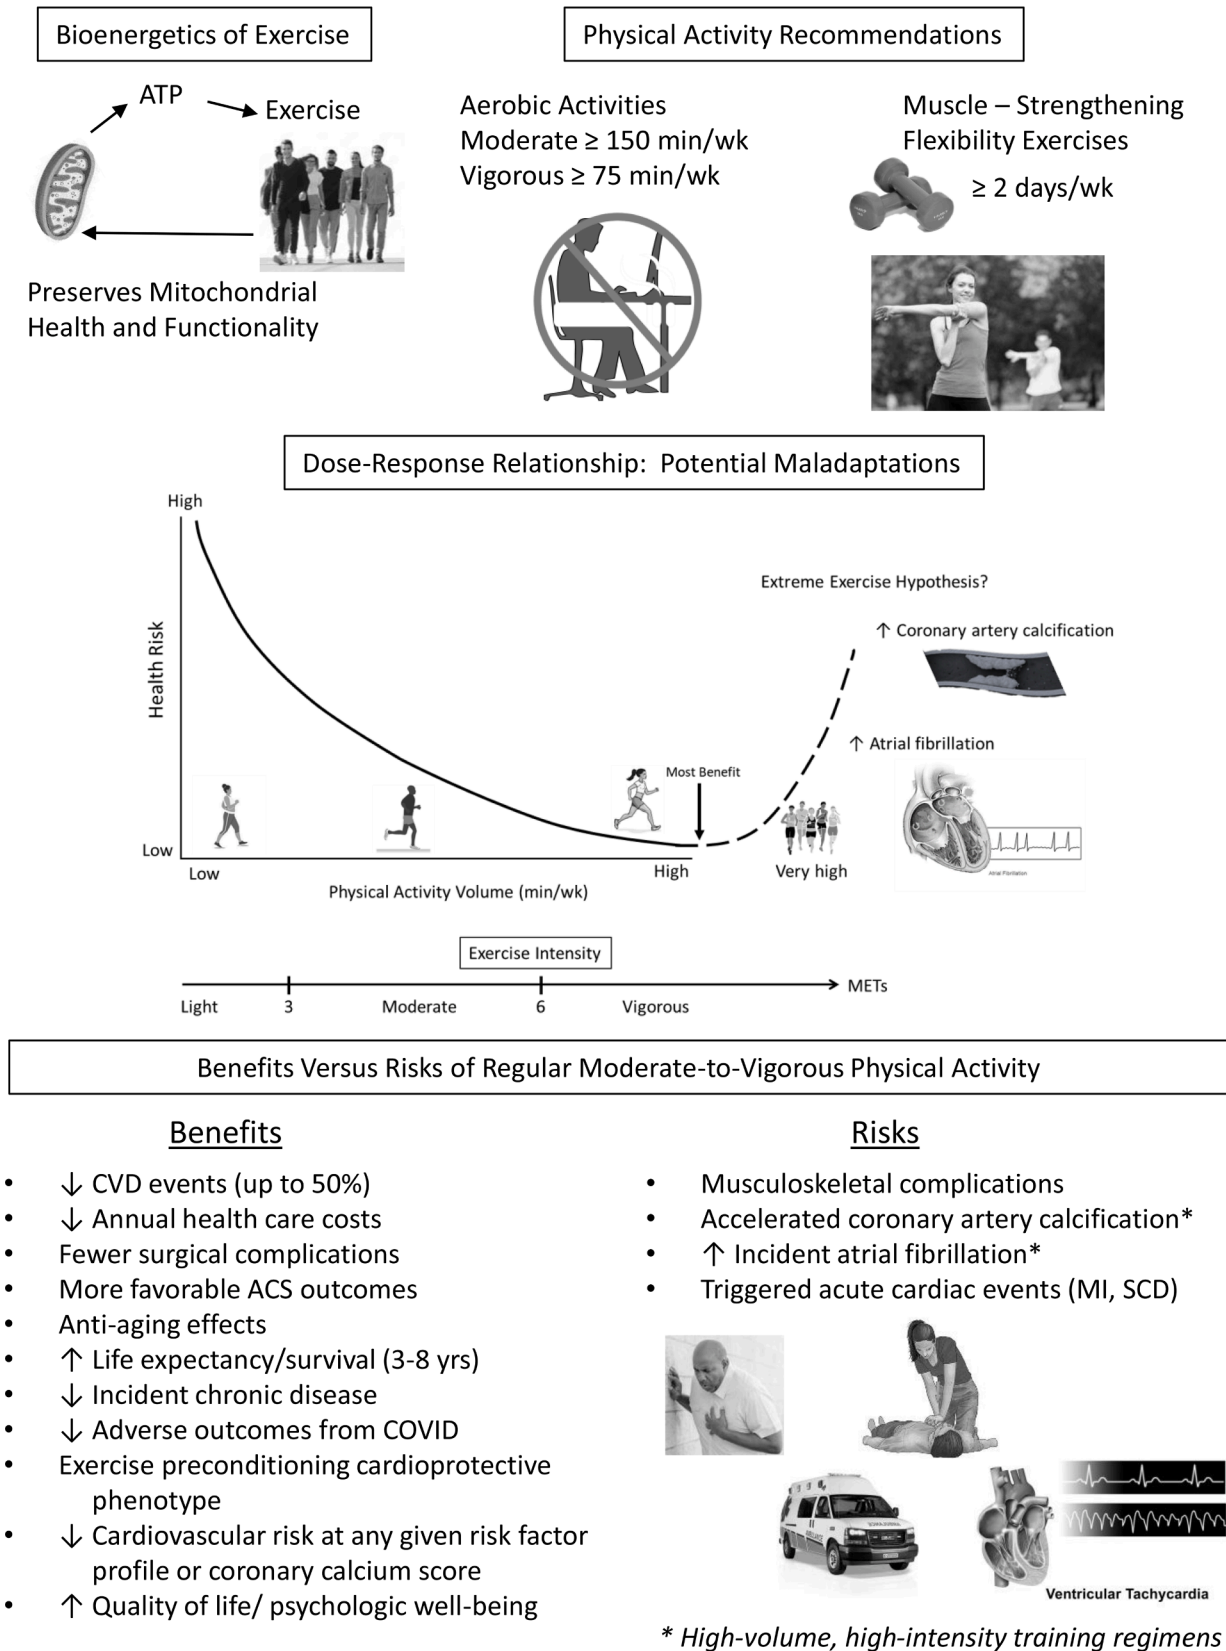 Bioenergetics of Exercise
Physical Activity Recommendations
ATP
Exercise
Preserves Mitochondrial
Health and Functionality
Aerobic Activities
Moderate ≥ 150 min/wk
Vigorous ≥ 75 min/wk
Muscle – Strengthening
Flexibility Exercises
≥ 2 days/wk
Dose-Response Relationship:  Potential Maladaptations
High
Health Risk
Low
Extreme Exercise Hypothesis?
↑ Coronary artery calcification
↑ Atrial fibrillation
Most Benefit
Atrial Fibrillation
Low
High
Very high
Physical Activity Volume (min/wk)
Exercise Intensity
METs
Light
3
Moderate
6
Vigorous
Benefits Versus Risks of Regular Moderate-to-Vigorous Physical Activity
Benefits
• ↓ CVD events (up to 50%)
• ↓ Annual health care costs
• Fewer surgical complications
• More favorable ACS outcomes
• Anti-aging effects
• ↑ Life expectancy/survival (3-8 yrs)
• ↓ Incident chronic disease
• ↓ Adverse outcomes from COVID
• Exercise preconditioning cardioprotective
phenotype
• ↓ Cardiovascular risk at any given risk factor
profile or coronary calcium score
• ↑ Quality of life/ psychologic well-being
Risks
• Musculoskeletal complications
• Accelerated coronary artery calcification*
• ↑ Incident atrial fibrillation*
• Triggered acute cardiac events (MI, SCD)
Ventricular Tachycardia
* High-volume, high-intensity training regimens